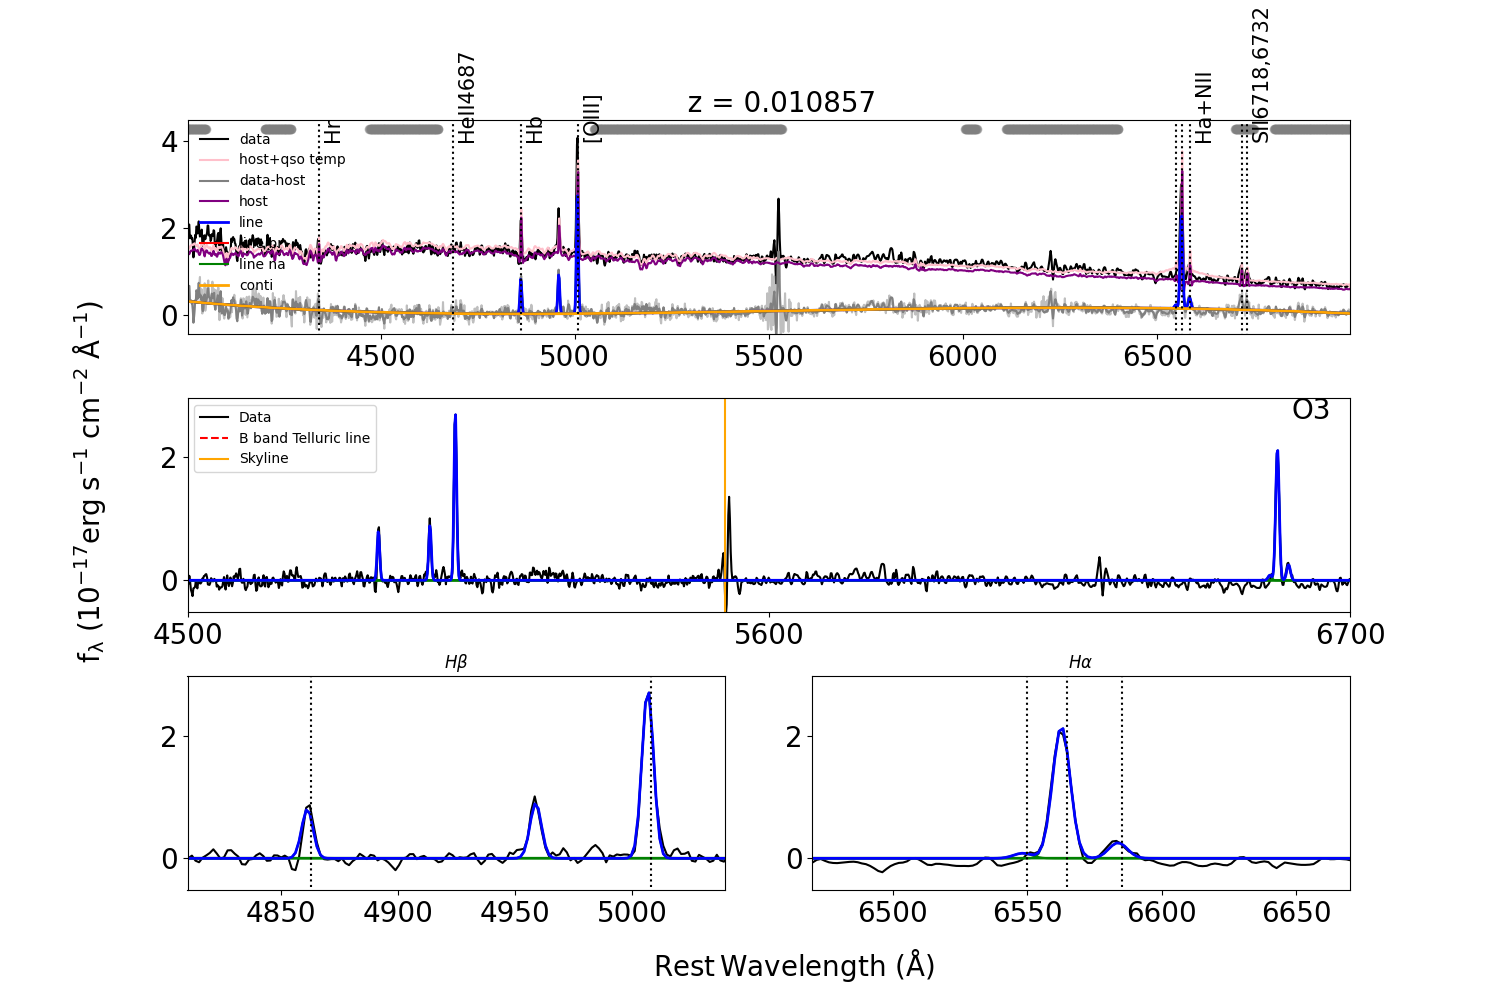 z = 0.010857
Hr
HeII4687
Hb
[OIII]
Ha+NII
SII6718,6732
data
host+qso temp
data-host
host
line
line na
conti
4
2
0
4500
5000
5500
6000
6500
fλ (10⁻¹⁷erg s⁻¹ cm⁻² Å⁻¹)
O3
Data
B band Telluric line
Skyline
2
0
4500
5600
6700
Hβ
2
0
4850
4900
4950
5000
Hα
2
0
6500
6550
6600
6650
Rest Wavelength (Å)